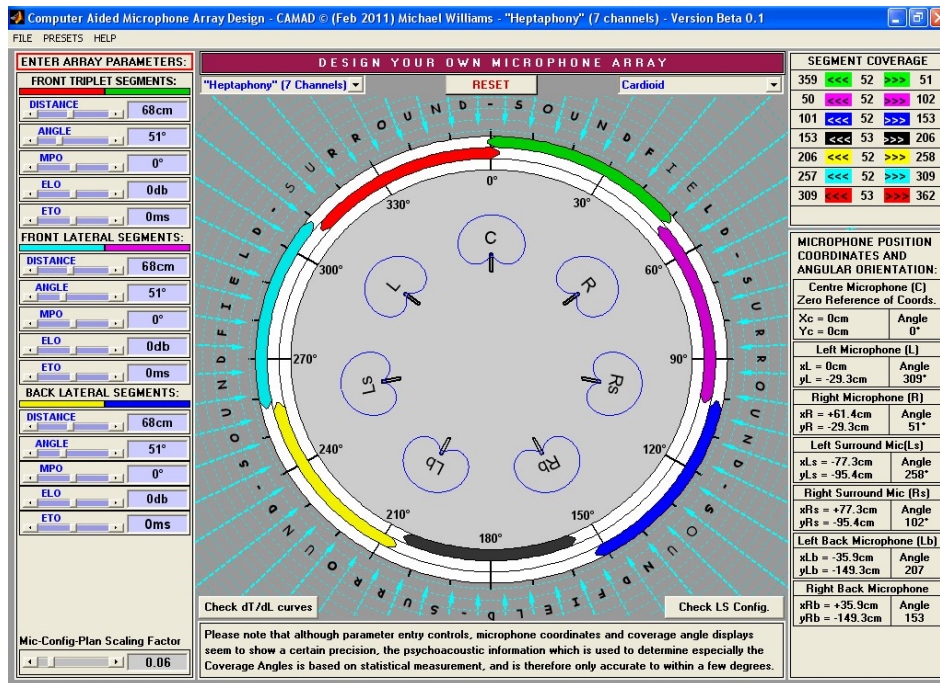 Computer Aided Microphone Array Design - CAMAD © (Feb 2011) Michael Williams - "Heptaphony" (7 channels) - Version Beta 0.1
FILE PRESETS HELP
ENTER ARRAY PARAMETERS:
FRONT TRIPLET SEGMENTS:
DISTANCE
68cm
ANGLE
51°
MPO
0°
ELO
0db
ETO
0ms
FRONT LATERAL SEGMENTS:
DISTANCE
68cm
ANGLE
51°
MPO
0°
ELO
0db
ETO
0ms
BACK LATERAL SEGMENTS:
DISTANCE
68cm
ANGLE
51°
MPO
0°
ELO
0db
ETO
0ms
Mic-Config-Plan Scaling Factor
0.06
DESIGN YOUR OWN MICROPHONE ARRAY
"Heptaphony" (7 Channels)
RESET
Cardioid
SURROUND-SOUNDFIELD-SURROUND-SOUNDFIELD-SURROUND-SOUNDFIELD-
0°
30°
60°
90°
120°
150°
180°
210°
240°
270°
300°
330°
C
R
Rs
Rb
Lb
Ls
L
Check dT/dL curves
Check LS Config.
Please note that although parameter entry controls, microphone coordinates and coverage angle displays
seem to show a certain precision, the psychoacoustic information which is used to determine especially the
Coverage Angles is based on statistical measurement, and is therefore only accurate to within a few degrees.
SEGMENT COVERAGE
359 <<< 52 >>> 51
50 <<< 52 >>> 102
101 <<< 52 >>> 153
153 <<< 53 >>> 206
206 <<< 52 >>> 258
257 <<< 52 >>> 309
309 <<< 53 >>> 362
MICROPHONE POSITION
COORDINATES AND
ANGULAR ORIENTATION:
Centre Microphone (C)
Zero Reference of Coords.
Xc = 0cm Angle
Yc = 0cm 0°
Left Microphone (L)
xL = 0cm Angle
yL = -29.3cm 309°
Right Microphone (R)
xR = +61.4cm Angle
yR = -29.3cm 51°
Left Surround Mic(Ls)
xLs = -77.3cm Angle
yLs = -95.4cm 258°
Right Surround Mic (Rs)
xRs = +77.3cm Angle
yRs = -95.4cm 102°
Left Back Microphone (Lb)
xLb = -35.9cm Angle
yLb = -149.3cm 207
Right Back Microphone
xRb = +35.9cm Angle
yRb = -149.3cm 153